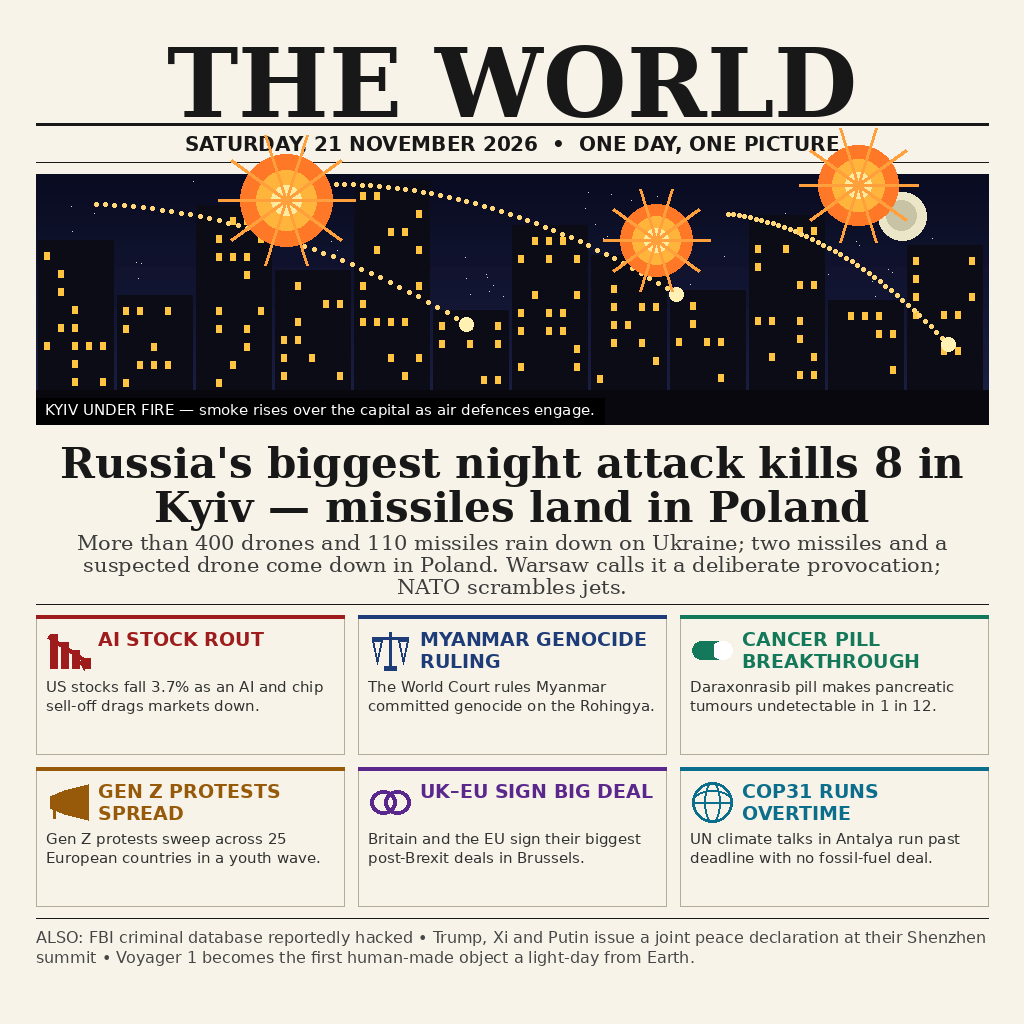 THE WORLD
SATURDAY, 21 NOVEMBER 2026 • ONE DAY, ONE PICTURE
KYIV UNDER FIRE — smoke rises over the capital as air defences engage.
Russia's biggest night attack kills 8 in
Kyiv — missiles land in Poland
More than 400 drones and 110 missiles rain down on Ukraine; two missiles and a
suspected drone come down in Poland. Warsaw calls it a deliberate provocation;
NATO scrambles jets.
AI STOCK ROUT
US stocks fall 3.7% as an AI and chip
sell-off drags markets down.
MYANMAR GENOCIDE
RULING
The World Court rules Myanmar
committed genocide on the Rohingya.
CANCER PILL
BREAKTHROUGH
Daraxonrasib pill makes pancreatic
tumours undetectable in 1 in 12.
GEN Z PROTESTS
SPREAD
Gen Z protests sweep across 25
European countries in a youth wave.
UK–EU SIGN BIG DEAL
Britain and the EU sign their biggest
post-Brexit deals in Brussels.
COP31 RUNS
OVERTIME
UN climate talks in Antalya run past
deadline with no fossil-fuel deal.
ALSO: FBI criminal database reportedly hacked • Trump, Xi and Putin issue a joint peace declaration at their Shenzhen
summit • Voyager 1 becomes the first human-made object a light-day from Earth.